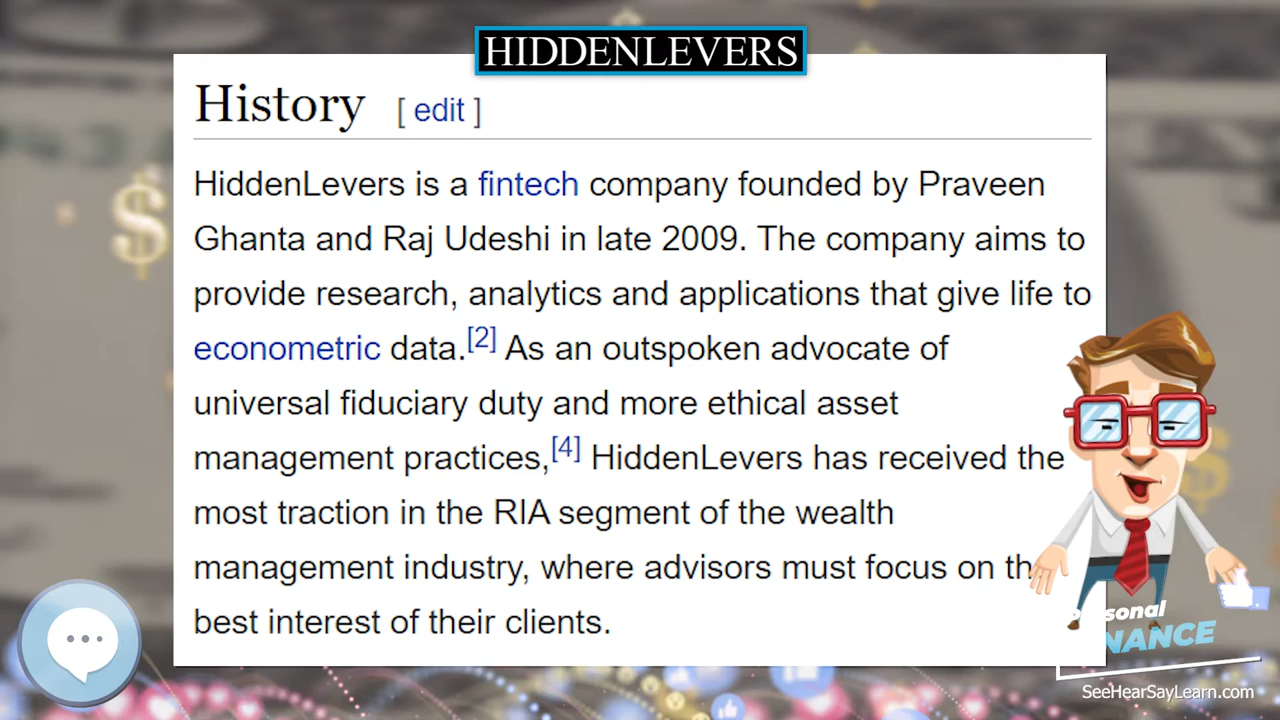 HIDDENLEVERS
History [ edit ]
HiddenLevers is a fintech company founded by Praveen
Ghanta and Raj Udeshi in late 2009. The company aims to
provide research, analytics and applications that give life to
econometric data.[2] As an outspoken advocate of
universal fiduciary duty and more ethical asset
management practices,[4] HiddenLevers has received the
most traction in the RIA segment of the wealth
management industry, where advisors must focus on th
best interest of their clients.
SeeHearSayLearn.com